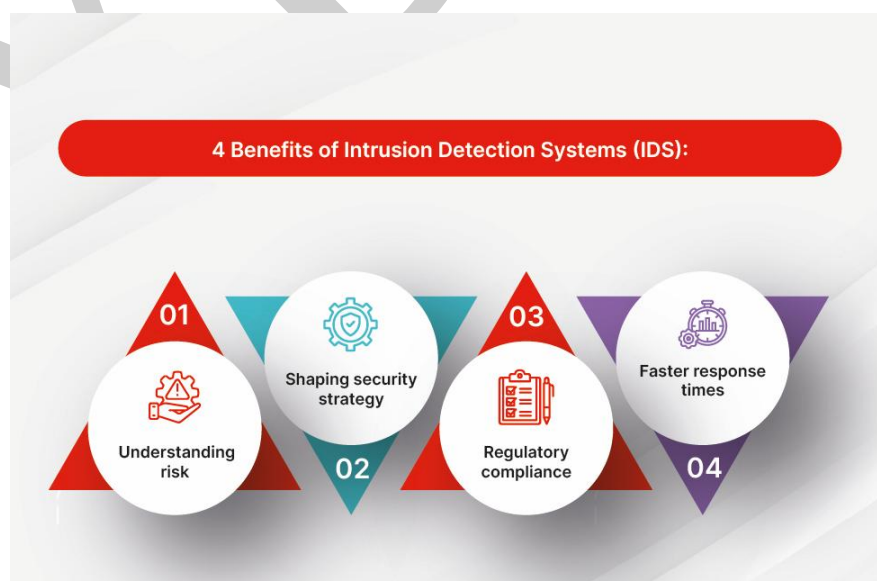 4 Benefits of Intrusion Detection Systems (IDS):
01
Understanding
risk
Shaping security
strategy
02
03
Regulatory
compliance
Faster response
times
04